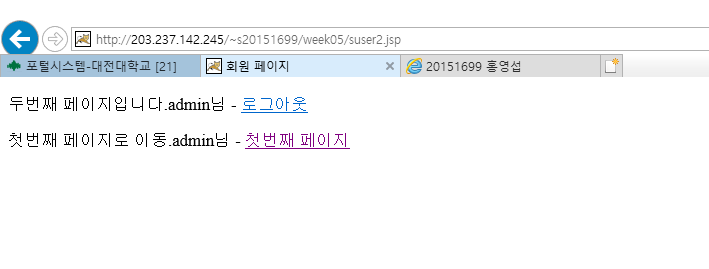 http://203.237.142.245/~s20151699/week05/suser2.jsp
포털시스템-대전대학교 [21] 회원 페이지 20151699 홍영섭
두번째 페이지입니다.admin님 - 로그아웃
첫번째 페이지로 이동.admin님 - 첫번째 페이지